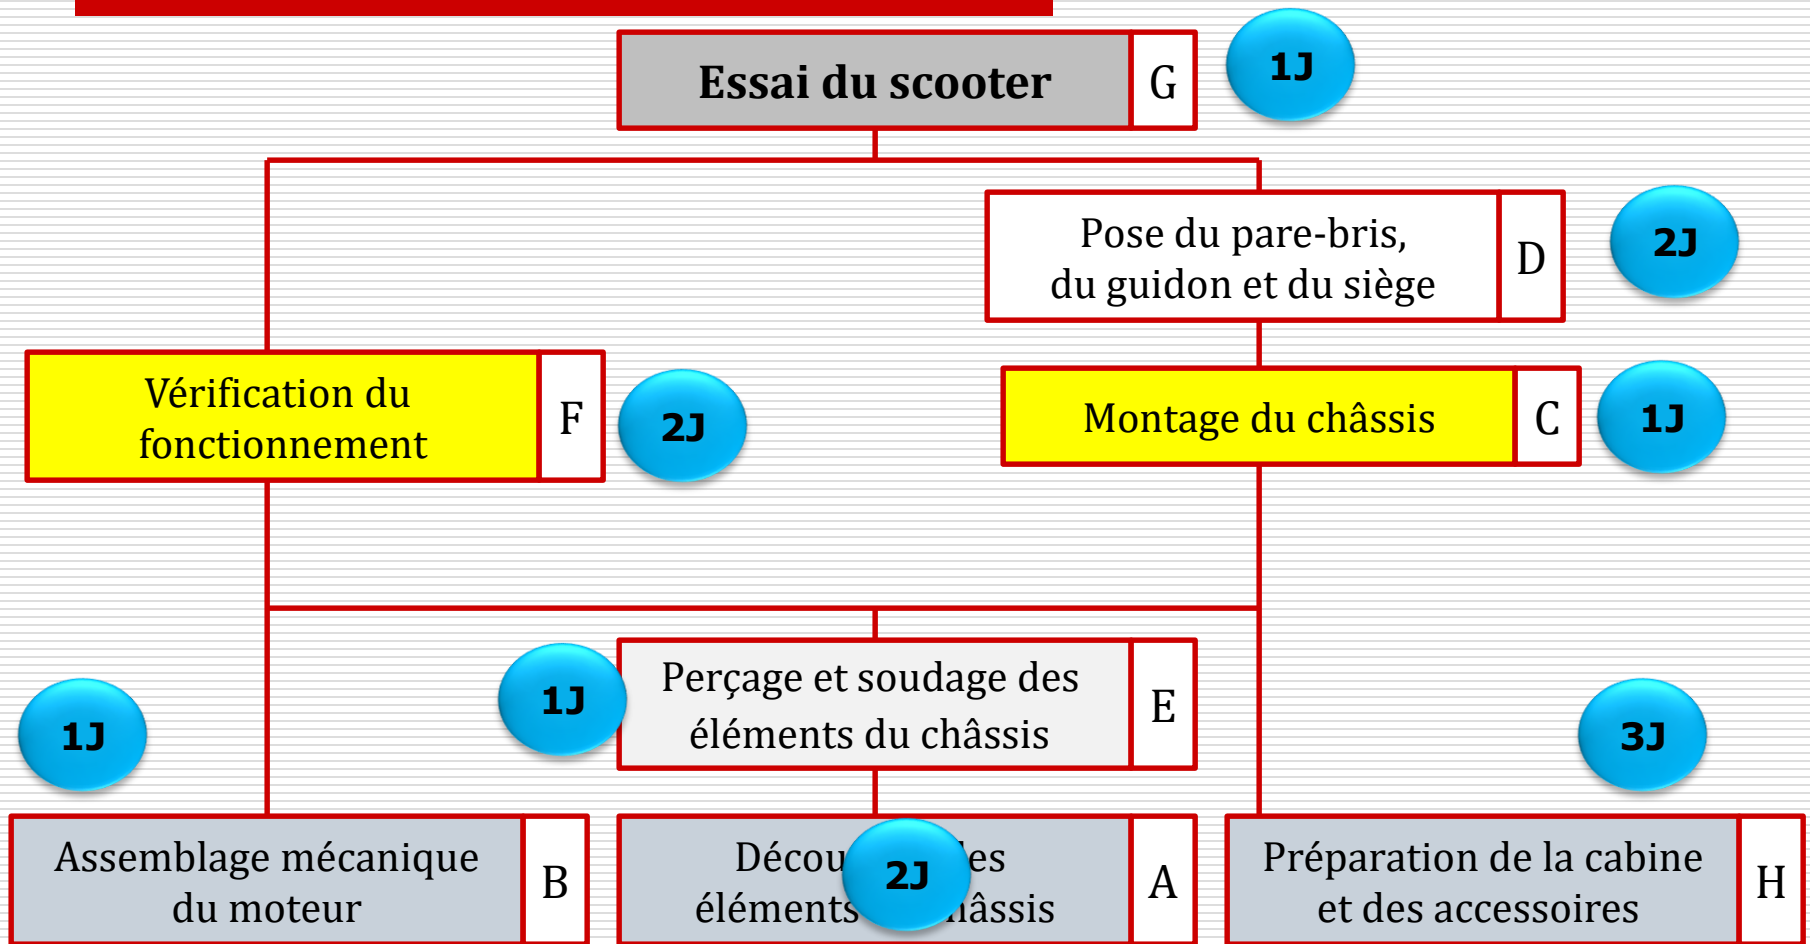 Essai du scooter
G
1J
Pose du pare-bris,
du guidon et du siège
D
2J
Vérification du
fonctionnement
F
2J
Montage du châssis
C
1J
1J
Perçage et soudage des
éléments du châssis
E
1J
3J
Assemblage mécanique
du moteur
B
éléments
2J
A
Préparation de la cabine
et des accessoires
H